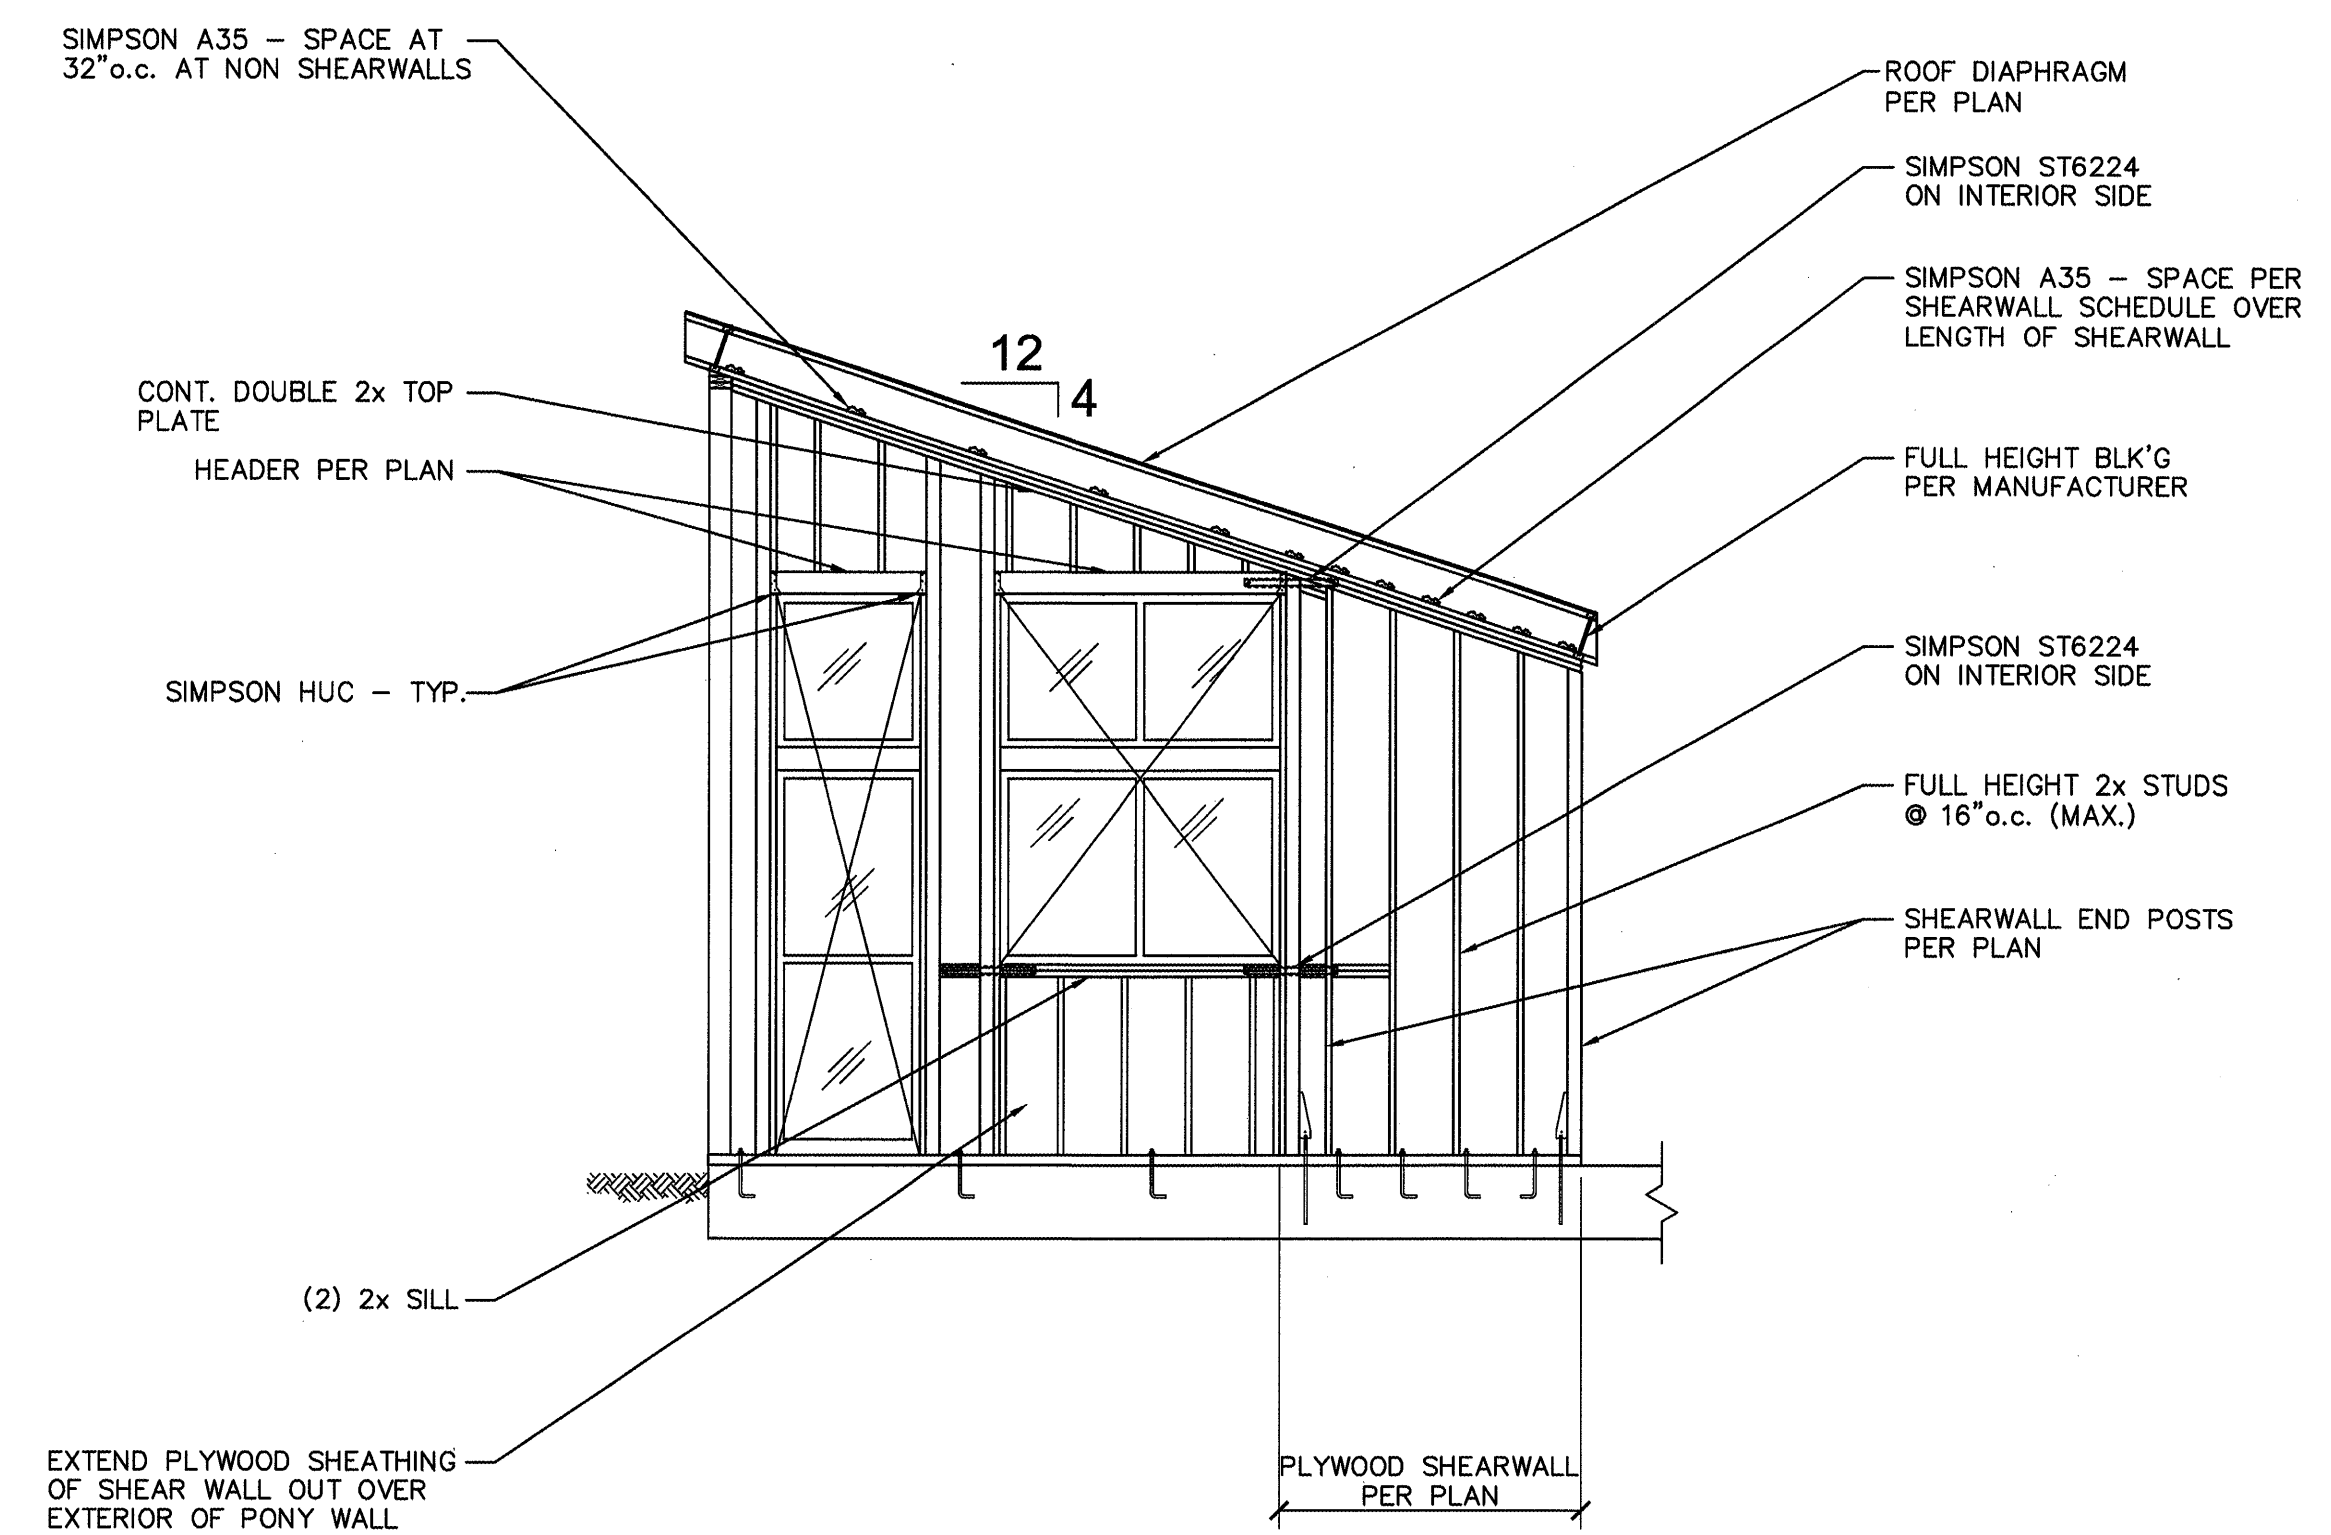 SIMPSON A35 – SPACE AT
32"o.c. AT NON SHEARWALLS
CONT. DOUBLE 2x TOP
PLATE
HEADER PER PLAN
SIMPSON HUC – TYP.
(2) 2x SILL
EXTEND PLYWOOD SHEATHING
OF SHEAR WALL OUT OVER
EXTERIOR OF PONY WALL
12
4
ROOF DIAPHRAGM
PER PLAN
SIMPSON ST6224
ON INTERIOR SIDE
SIMPSON A35 – SPACE PER
SHEARWALL SCHEDULE OVER
LENGTH OF SHEARWALL
FULL HEIGHT BLK'G
PER MANUFACTURER
SIMPSON ST6224
ON INTERIOR SIDE
FULL HEIGHT 2x STUDS
@ 16"o.c. (MAX.)
SHEARWALL END POSTS
PER PLAN
PLYWOOD SHEARWALL
PER PLAN